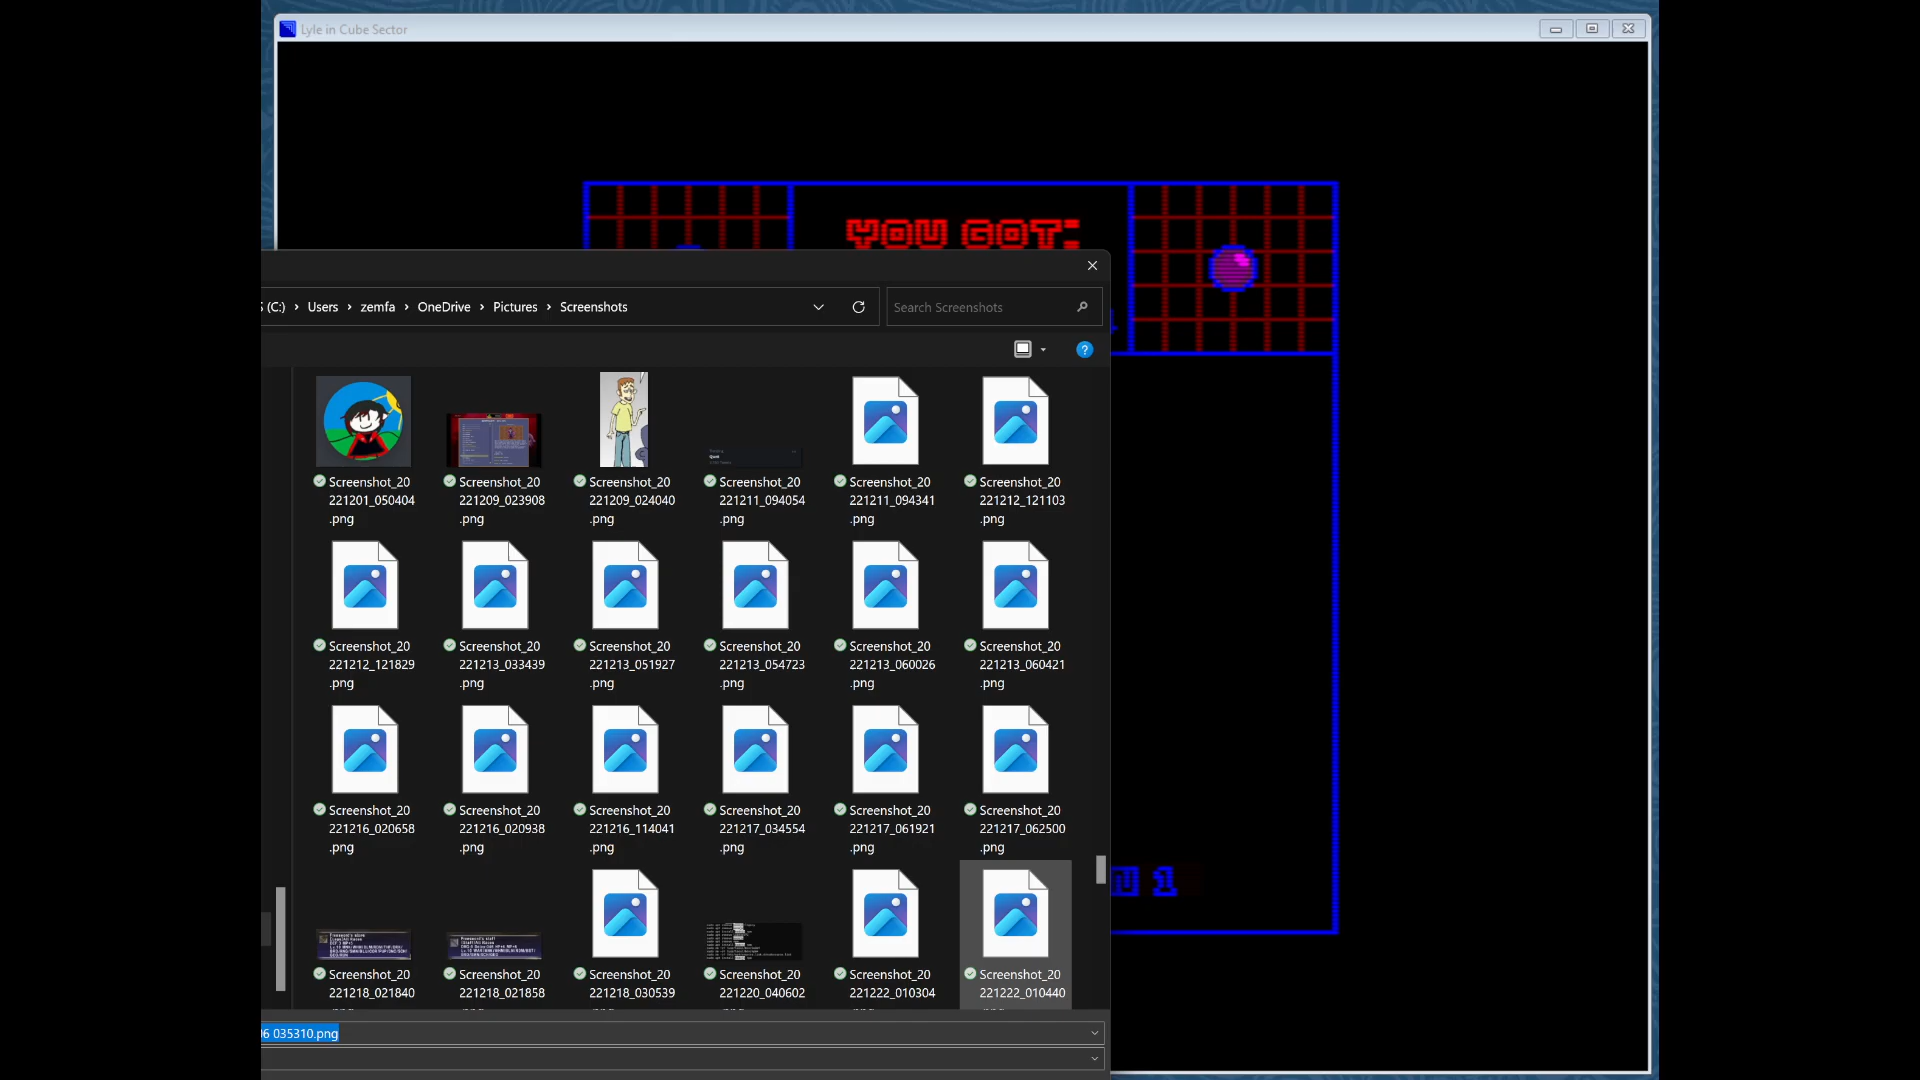 Lyle in Cube Sector
YOU GOT:
(C:) › Users › zemfa › OneDrive › Pictures › Screenshots
Search Screenshots
Screenshot_20
221201_050404
.png
Screenshot_20
221209_023908
.png
Screenshot_20
221209_024040
.png
Screenshot_20
221211_094054
.png
Screenshot_20
221211_094341
.png
Screenshot_20
221212_121103
.png
Screenshot_20
221212_121829
.png
Screenshot_20
221213_033439
.png
Screenshot_20
221213_051927
.png
Screenshot_20
221213_054723
.png
Screenshot_20
221213_060026
.png
Screenshot_20
221213_060421
.png
Screenshot_20
221216_020658
.png
Screenshot_20
221216_020938
.png
Screenshot_20
221216_114041
.png
Screenshot_20
221217_034554
.png
Screenshot_20
221217_061921
.png
Screenshot_20
221217_062500
.png
Screenshot_20
221218_021840
Screenshot_20
221218_021858
Screenshot_20
221218_030539
Screenshot_20
221220_040602
Screenshot_20
221222_010304
Screenshot_20
221222_010440
N 1
6 035310.png